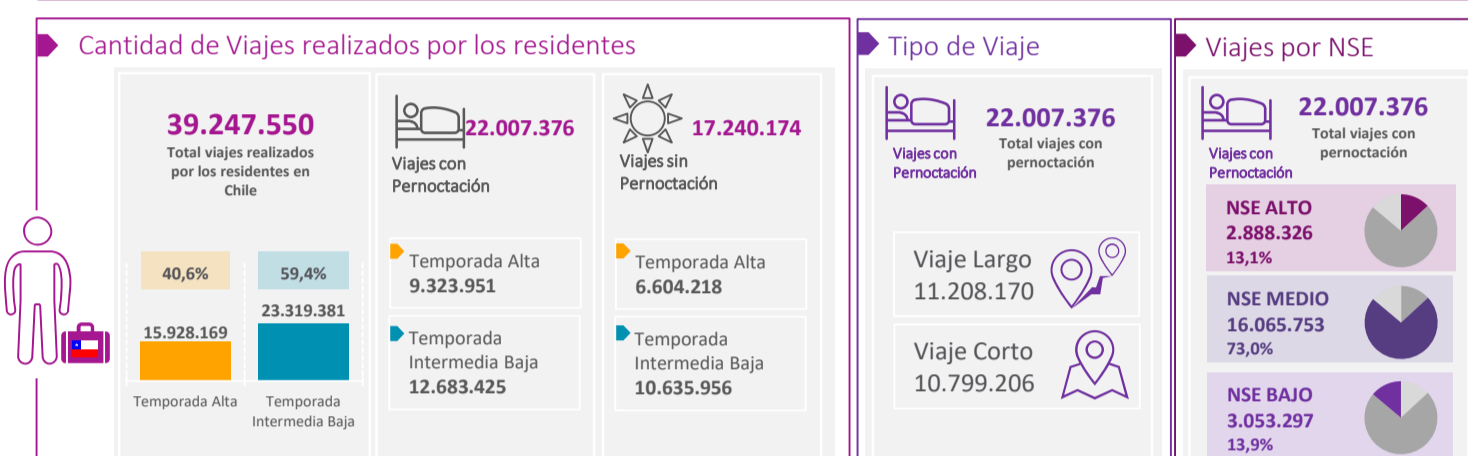 Cantidad de Viajes realizados por los residentes
39.247.550
Total viajes realizados
por los residentes en
Chile
40,6%
59,4%
15.928.169
23.319.381
Temporada Alta
Temporada
Intermedia Baja
22.007.376
Viajes con
Pernoctación
Temporada Alta
9.323.951
Temporada
Intermedia Baja
12.683.425
17.240.174
Viajes sin
Pernoctación
Temporada Alta
6.604.218
Temporada
Intermedia Baja
10.635.956
Tipo de Viaje
Viajes con
Pernoctación
22.007.376
Total viajes con
pernoctación
Viaje Largo
11.208.170
Viaje Corto
10.799.206
Viajes por NSE
Viajes con
Pernoctación
22.007.376
Total viajes con
pernoctación
NSE ALTO
2.888.326
13,1%
NSE MEDIO
16.065.753
73,0%
NSE BAJO
3.053.297
13,9%